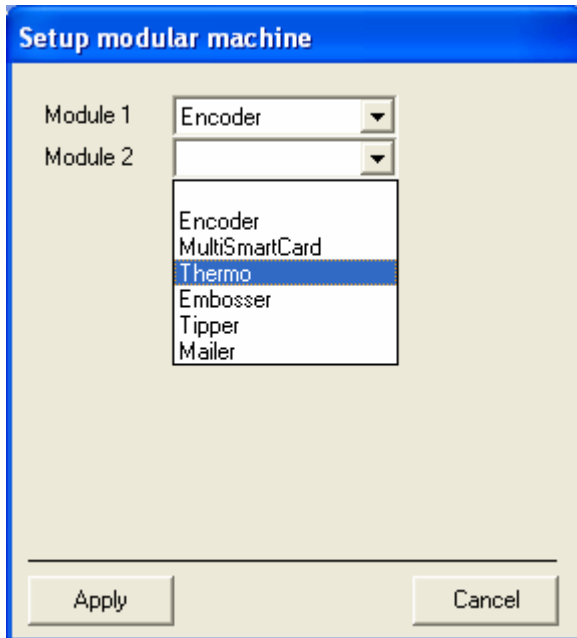 Setup modular machine
Module 1 Encoder
Module 2
Encoder
MultiSmartCard
Thermo
Embosser
Tipper
Mailer
Apply Cancel